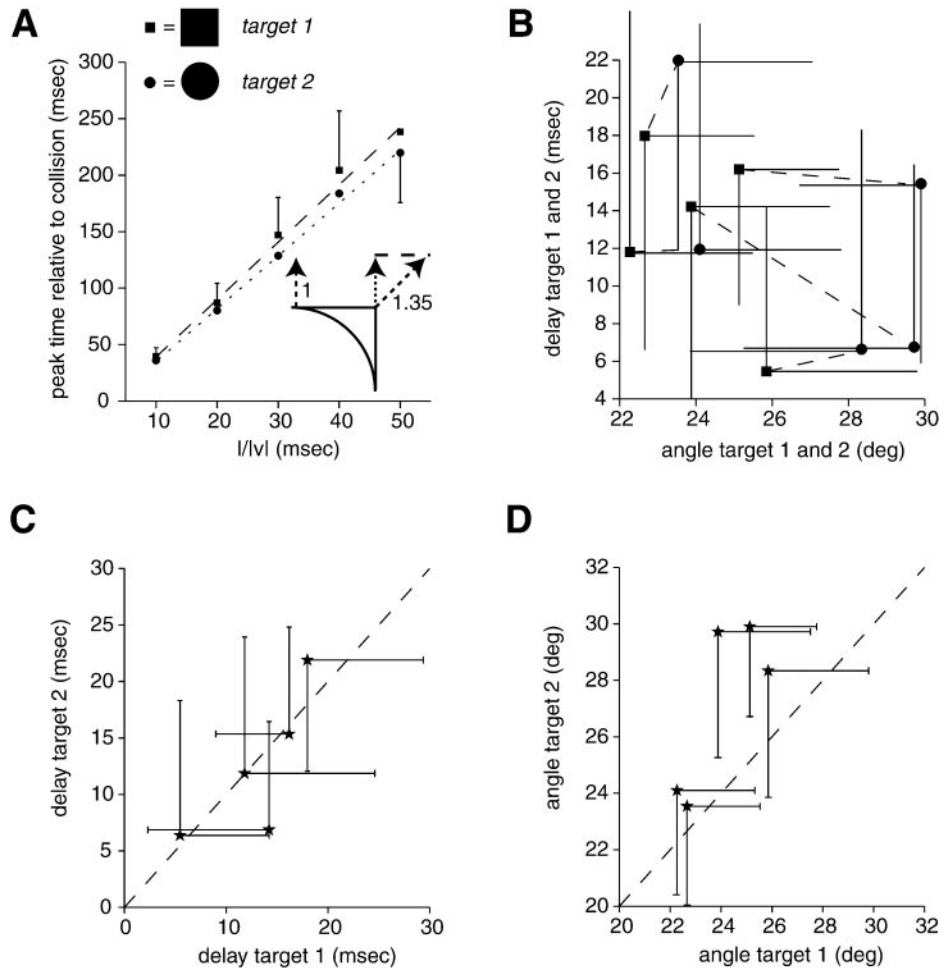 A
■ = ■ target 1
● = ● target 2
peak time relative to collision (msec)
300
250
200
150
100
50
0
1
1.35
10 20 30 40 50
l/|v| (msec)
B
delay target 1 and 2 (msec)
22
20
18
16
14
12
10
8
6
4
22 24 26 28 30
angle target 1 and 2 (deg)
C
delay target 2 (msec)
30
25
20
15
10
5
0
0 10 20 30
delay target 1 (msec)
D
angle target 2 (deg)
32
30
28
26
24
22
20
20 22 24 26 28 30 32
angle target 1 (deg)